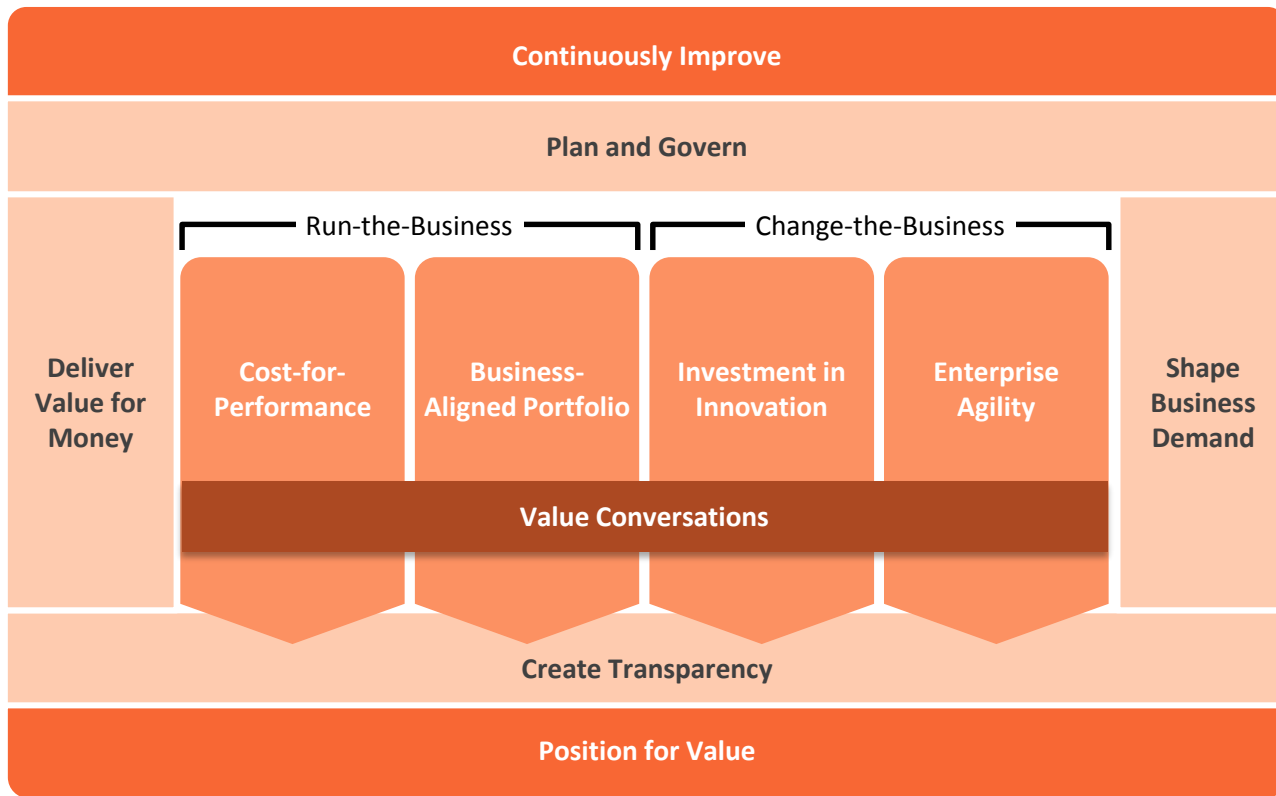 Continuously Improve
Plan and Govern
Run-the-Business
Change-the-Business
Deliver
Value for
Money
Cost-for-
Performance
Business-
Aligned Portfolio
Investment in
Innovation
Enterprise
Agility
Shape
Business
Demand
Value Conversations
Create Transparency
Position for Value